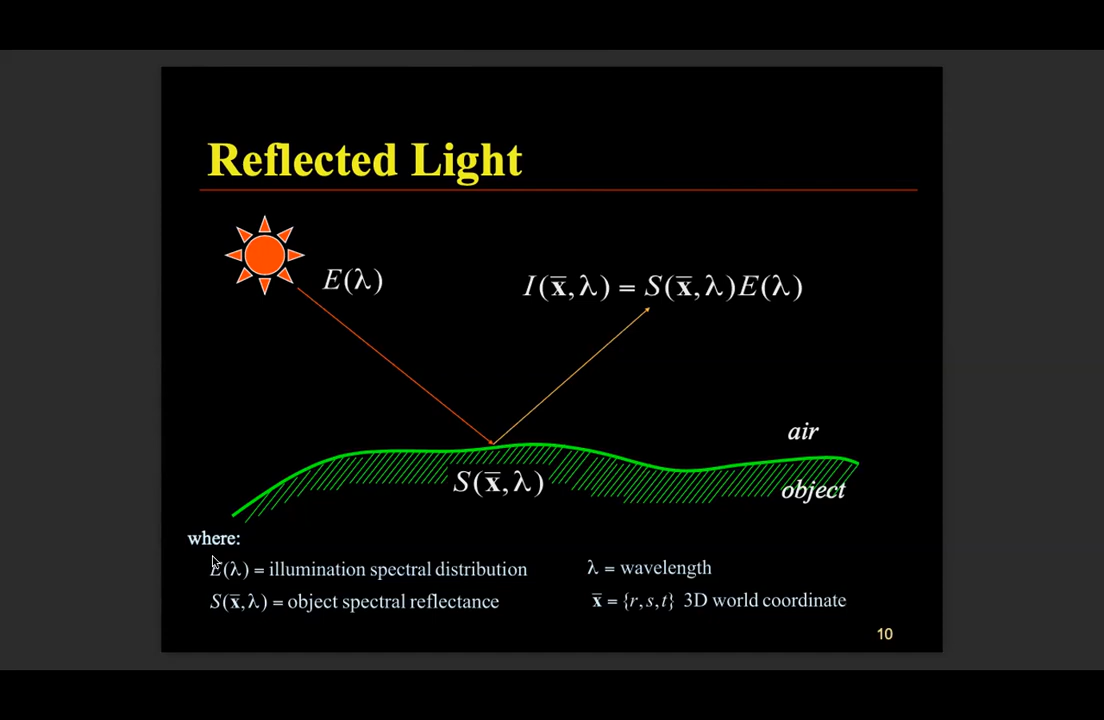 Reflected Light
E(λ)
I(x̄,λ) = S(x̄,λ)E(λ)
air
S(x̄,λ)
object
where:
E(λ) = illumination spectral distribution
λ = wavelength
S(x̄,λ) = object spectral reflectance
x̄ = {r,s,t} 3D world coordinate
10